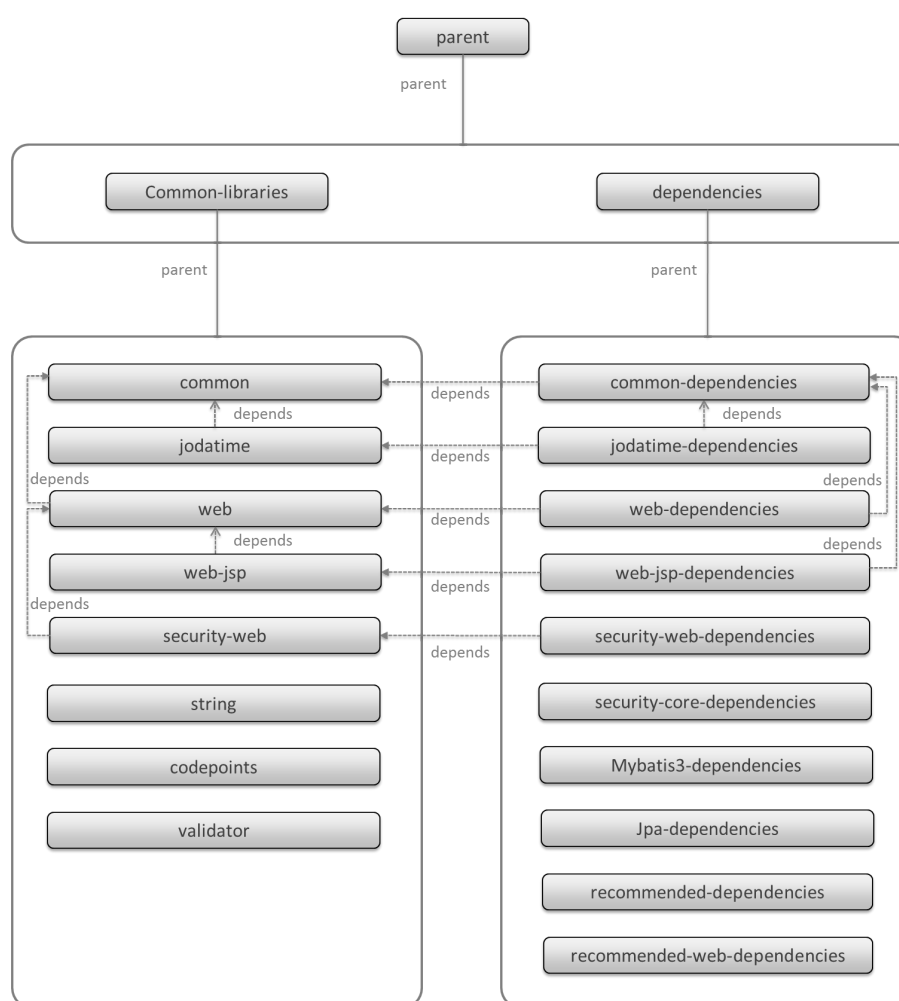 parent
parent
Common-libraries
dependencies
parent
parent
common
common-dependencies
depends
depends
depends
jodatime
jodatime-dependencies
depends
depends
depends
web
web-dependencies
depends
depends
depends
web-jsp
web-jsp-dependencies
depends
depends
security-web
security-web-dependencies
depends
string
security-core-dependencies
codepoints
Mybatis3-dependencies
validator
Jpa-dependencies
recommended-dependencies
recommended-web-dependencies